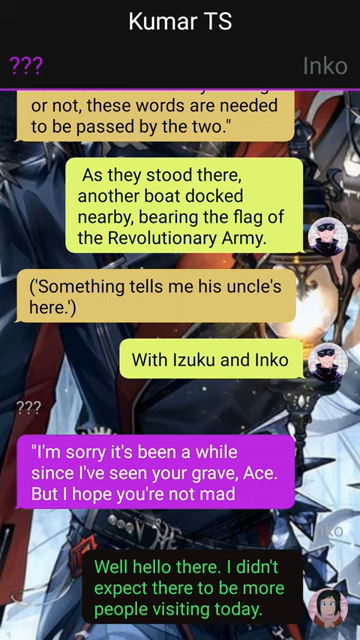 Kumar TS
???
Inko
or not, these words are needed
to be passed by the two."
As they stood there,
another boat docked
nearby, bearing the flag of
the Revolutionary Army.
('Something tells me his uncle's
here.')
With Izuku and Inko
???
"I'm sorry it's been a while
since I've seen your grave, Ace.
But I hope you're not mad
Well hello there. I didn't
expect there to be more
people visiting today.